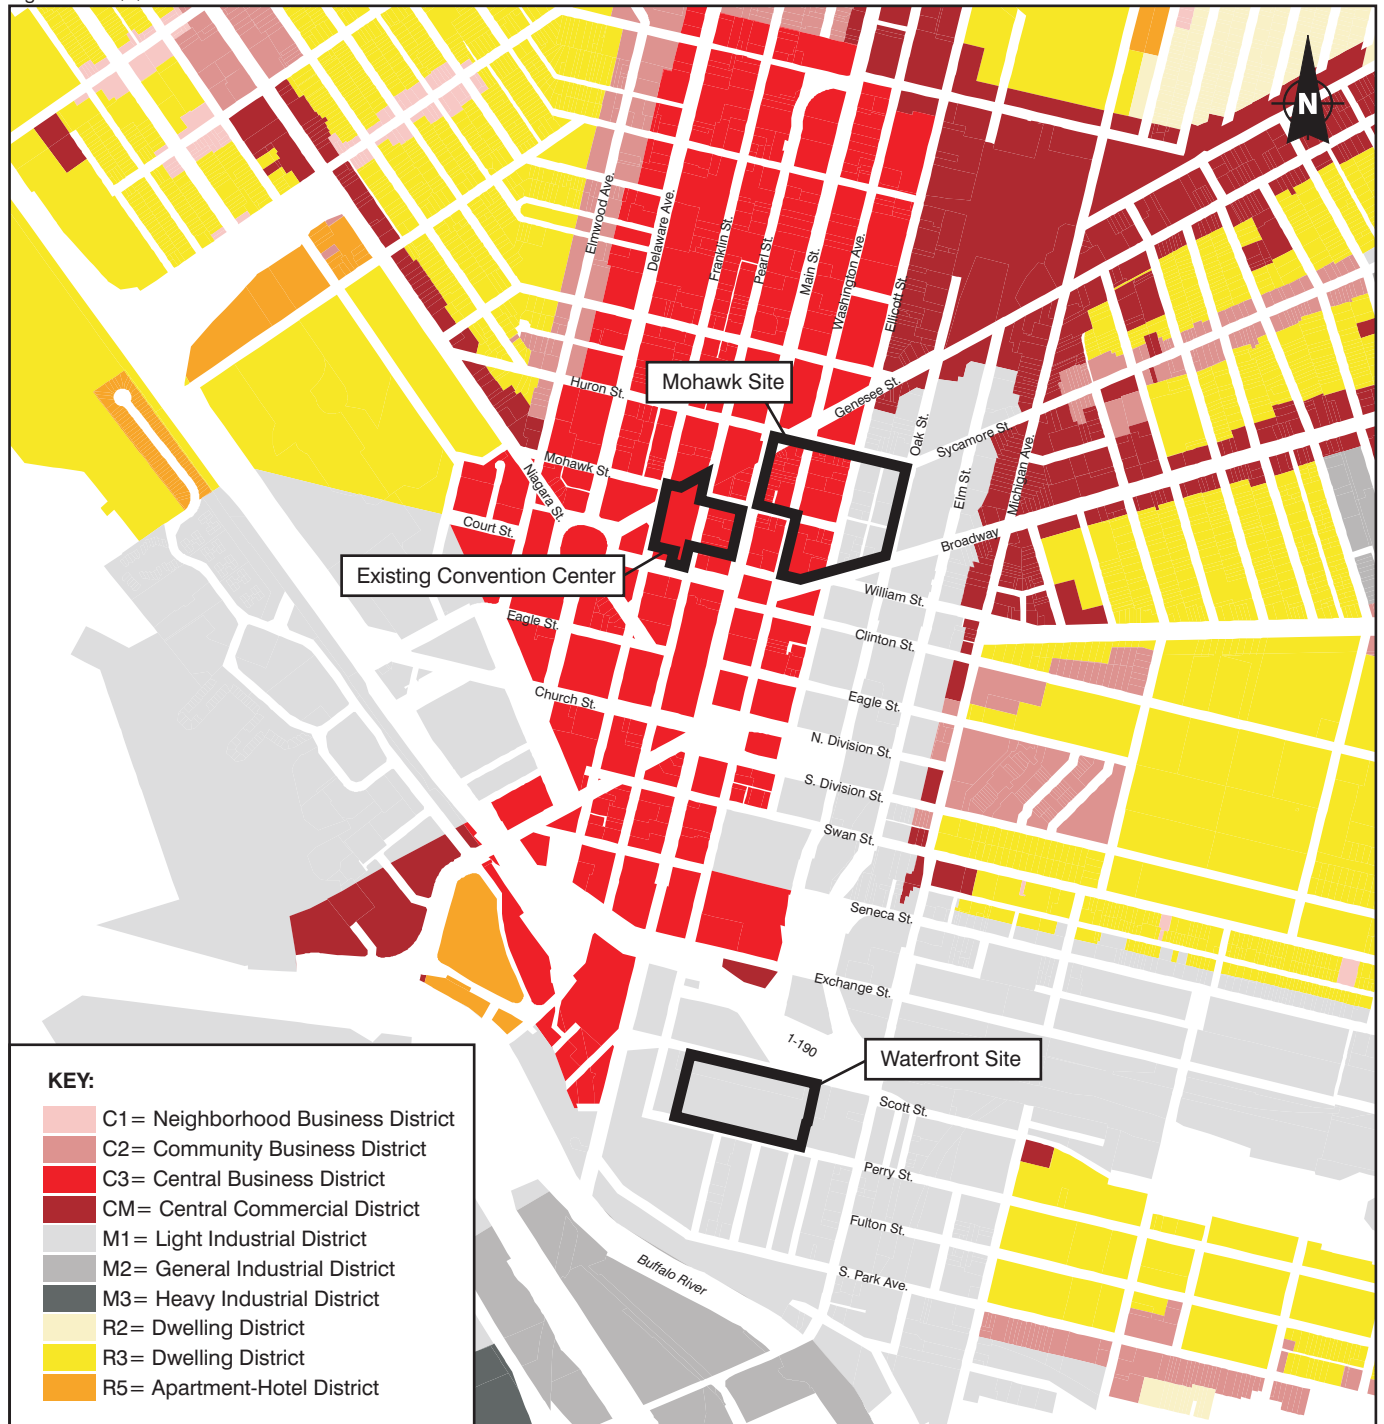 N
Elmwood Ave.
Delaware Ave.
Franklin St.
Pearl St.
Main St.
Washington Ave.
Ellicott St
Huron St.
Mohawk Site
Genesee St.
Oak St.
Sycamore St.
Mohawk St.
Niagara St.
Elm St.
Michigan Ave.
Court St.
Broadway
Existing Convention Center
William St.
Eagle St.
Clinton St.
Church St.
Eagle St.
N. Division St.
S. Division St.
Swan St.
Seneca St.
Exchange St.
1-190
Waterfront Site
Scott St.
Perry St.
Fulton St.
Buffalo River
S. Park Ave.
KEY:
C1= Neighborhood Business District
C2= Community Business District
C3= Central Business District
CM= Central Commercial District
M1= Light Industrial District
M2= General Industrial District
M3= Heavy Industrial District
R2= Dwelling District
R3= Dwelling District
R5= Apartment-Hotel District